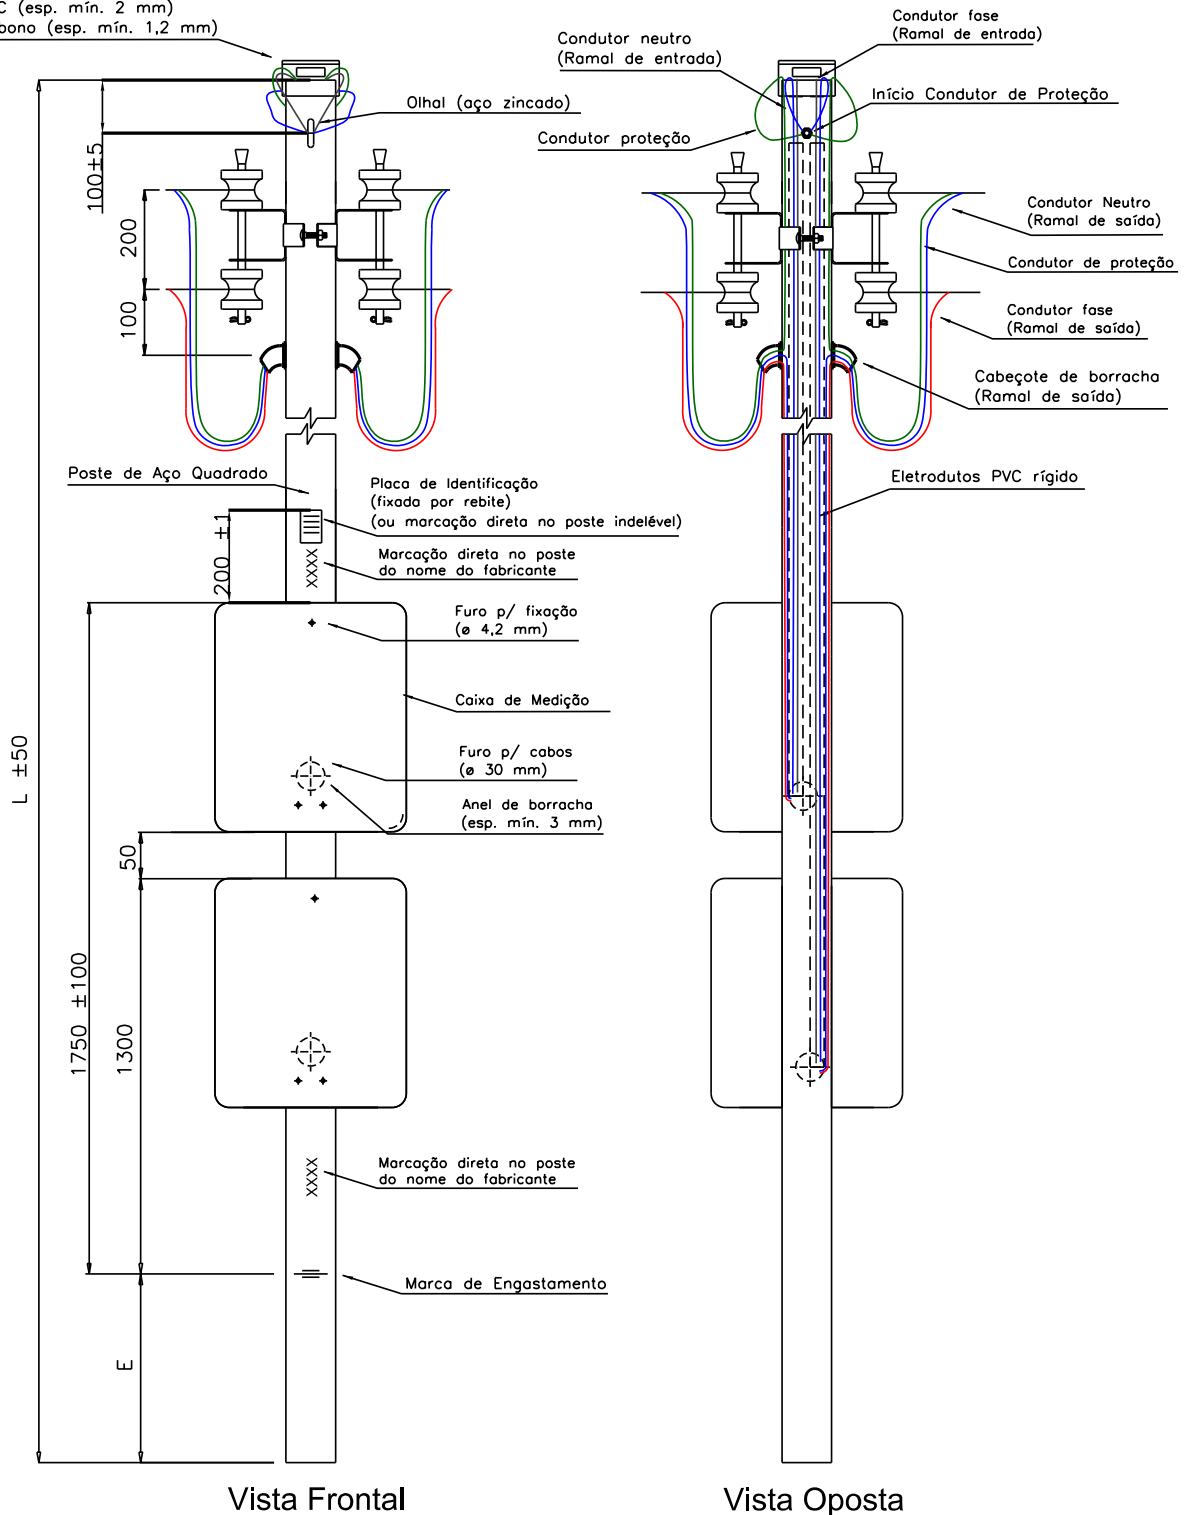 C (esp. mín. 2 mm)
bono (esp. mín. 1,2 mm)
Olhal (aço zincado)
100±5
200
100
Poste de Aço Quadrado
Placa de Identificação
(fixada por rebite)
(ou marcação direta no poste indelével)
200 ±1
XXXX
Marcação direta no poste
do nome do fabricante
Furo p/ fixação
(ø 4,2 mm)
Caixa de Medição
L ±50
Furo p/ cabos
(ø 30 mm)
Anel de borracha
(esp. mín. 3 mm)
50
1750 ±100
1300
XXXX
Marcação direta no poste
do nome do fabricante
Marca de Engastamento
E
Vista Frontal
Condutor neutro
(Ramal de entrada)
Condutor fase
(Ramal de entrada)
Início Condutor de Proteção
Condutor proteção
Condutor Neutro
(Ramal de saída)
Condutor de proteção
Condutor fase
(Ramal de saída)
Cabeçote de borracha
(Ramal de saída)
Eletrodutos PVC rígido
Vista Oposta